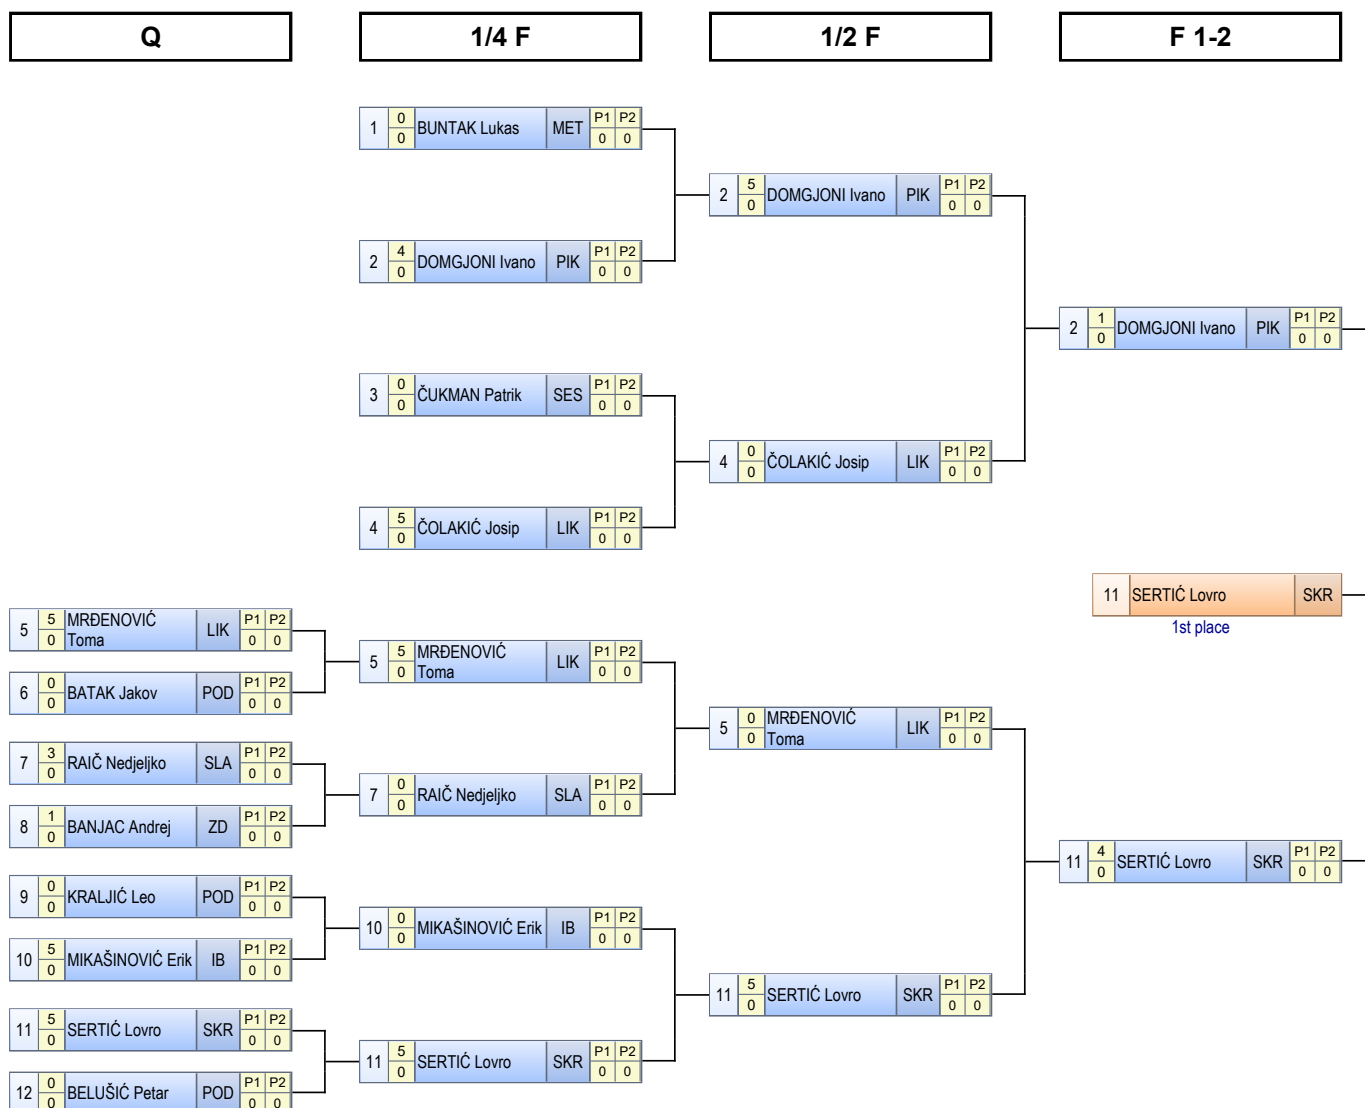 Q
1/4 F
1/2 F
F 1-2
1 0 0 BUNTAK Lukas MET P1 P2 0 0
2 4 0 DOMGJONI Ivano PIK P1 P2 0 0
3 0 0 ČUKMAN Patrik SES P1 P2 0 0
4 5 0 ČOLAKIĆ Josip LIK P1 P2 0 0
2 5 0 DOMGJONI Ivano PIK P1 P2 0 0
4 0 0 ČOLAKIĆ Josip LIK P1 P2 0 0
2 1 0 DOMGJONI Ivano PIK P1 P2 0 0
11 SERTIĆ Lovro SKR
1st place
5 5 0 MRĐENOVIĆ
Toma LIK P1 P2 0 0
6 0 0 BATAK Jakov POD P1 P2 0 0
7 3 0 RAIČ Nedjeljko SLA P1 P2 0 0
8 1 0 BANJAC Andrej ZD P1 P2 0 0
9 0 0 KRALJIĆ Leo POD P1 P2 0 0
10 5 0 MIKAŠINOVIĆ Erik IB P1 P2 0 0
11 5 0 SERTIĆ Lovro SKR P1 P2 0 0
12 0 0 BELUŠIĆ Petar POD P1 P2 0 0
5 5 0 MRĐENOVIĆ
Toma LIK P1 P2 0 0
7 0 0 RAIČ Nedjeljko SLA P1 P2 0 0
10 0 0 MIKAŠINOVIĆ Erik IB P1 P2 0 0
11 5 0 SERTIĆ Lovro SKR P1 P2 0 0
5 0 0 MRĐENOVIĆ
Toma LIK P1 P2 0 0
11 5 0 SERTIĆ Lovro SKR P1 P2 0 0
11 4 0 SERTIĆ Lovro SKR P1 P2 0 0